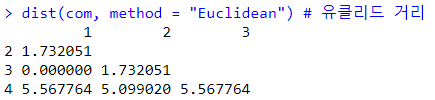 > dist(com, method = "Euclidean") # 유클리드 거리
         1        2        3
2 1.732051
3 0.000000 1.732051
4 5.567764 5.099020 5.567764